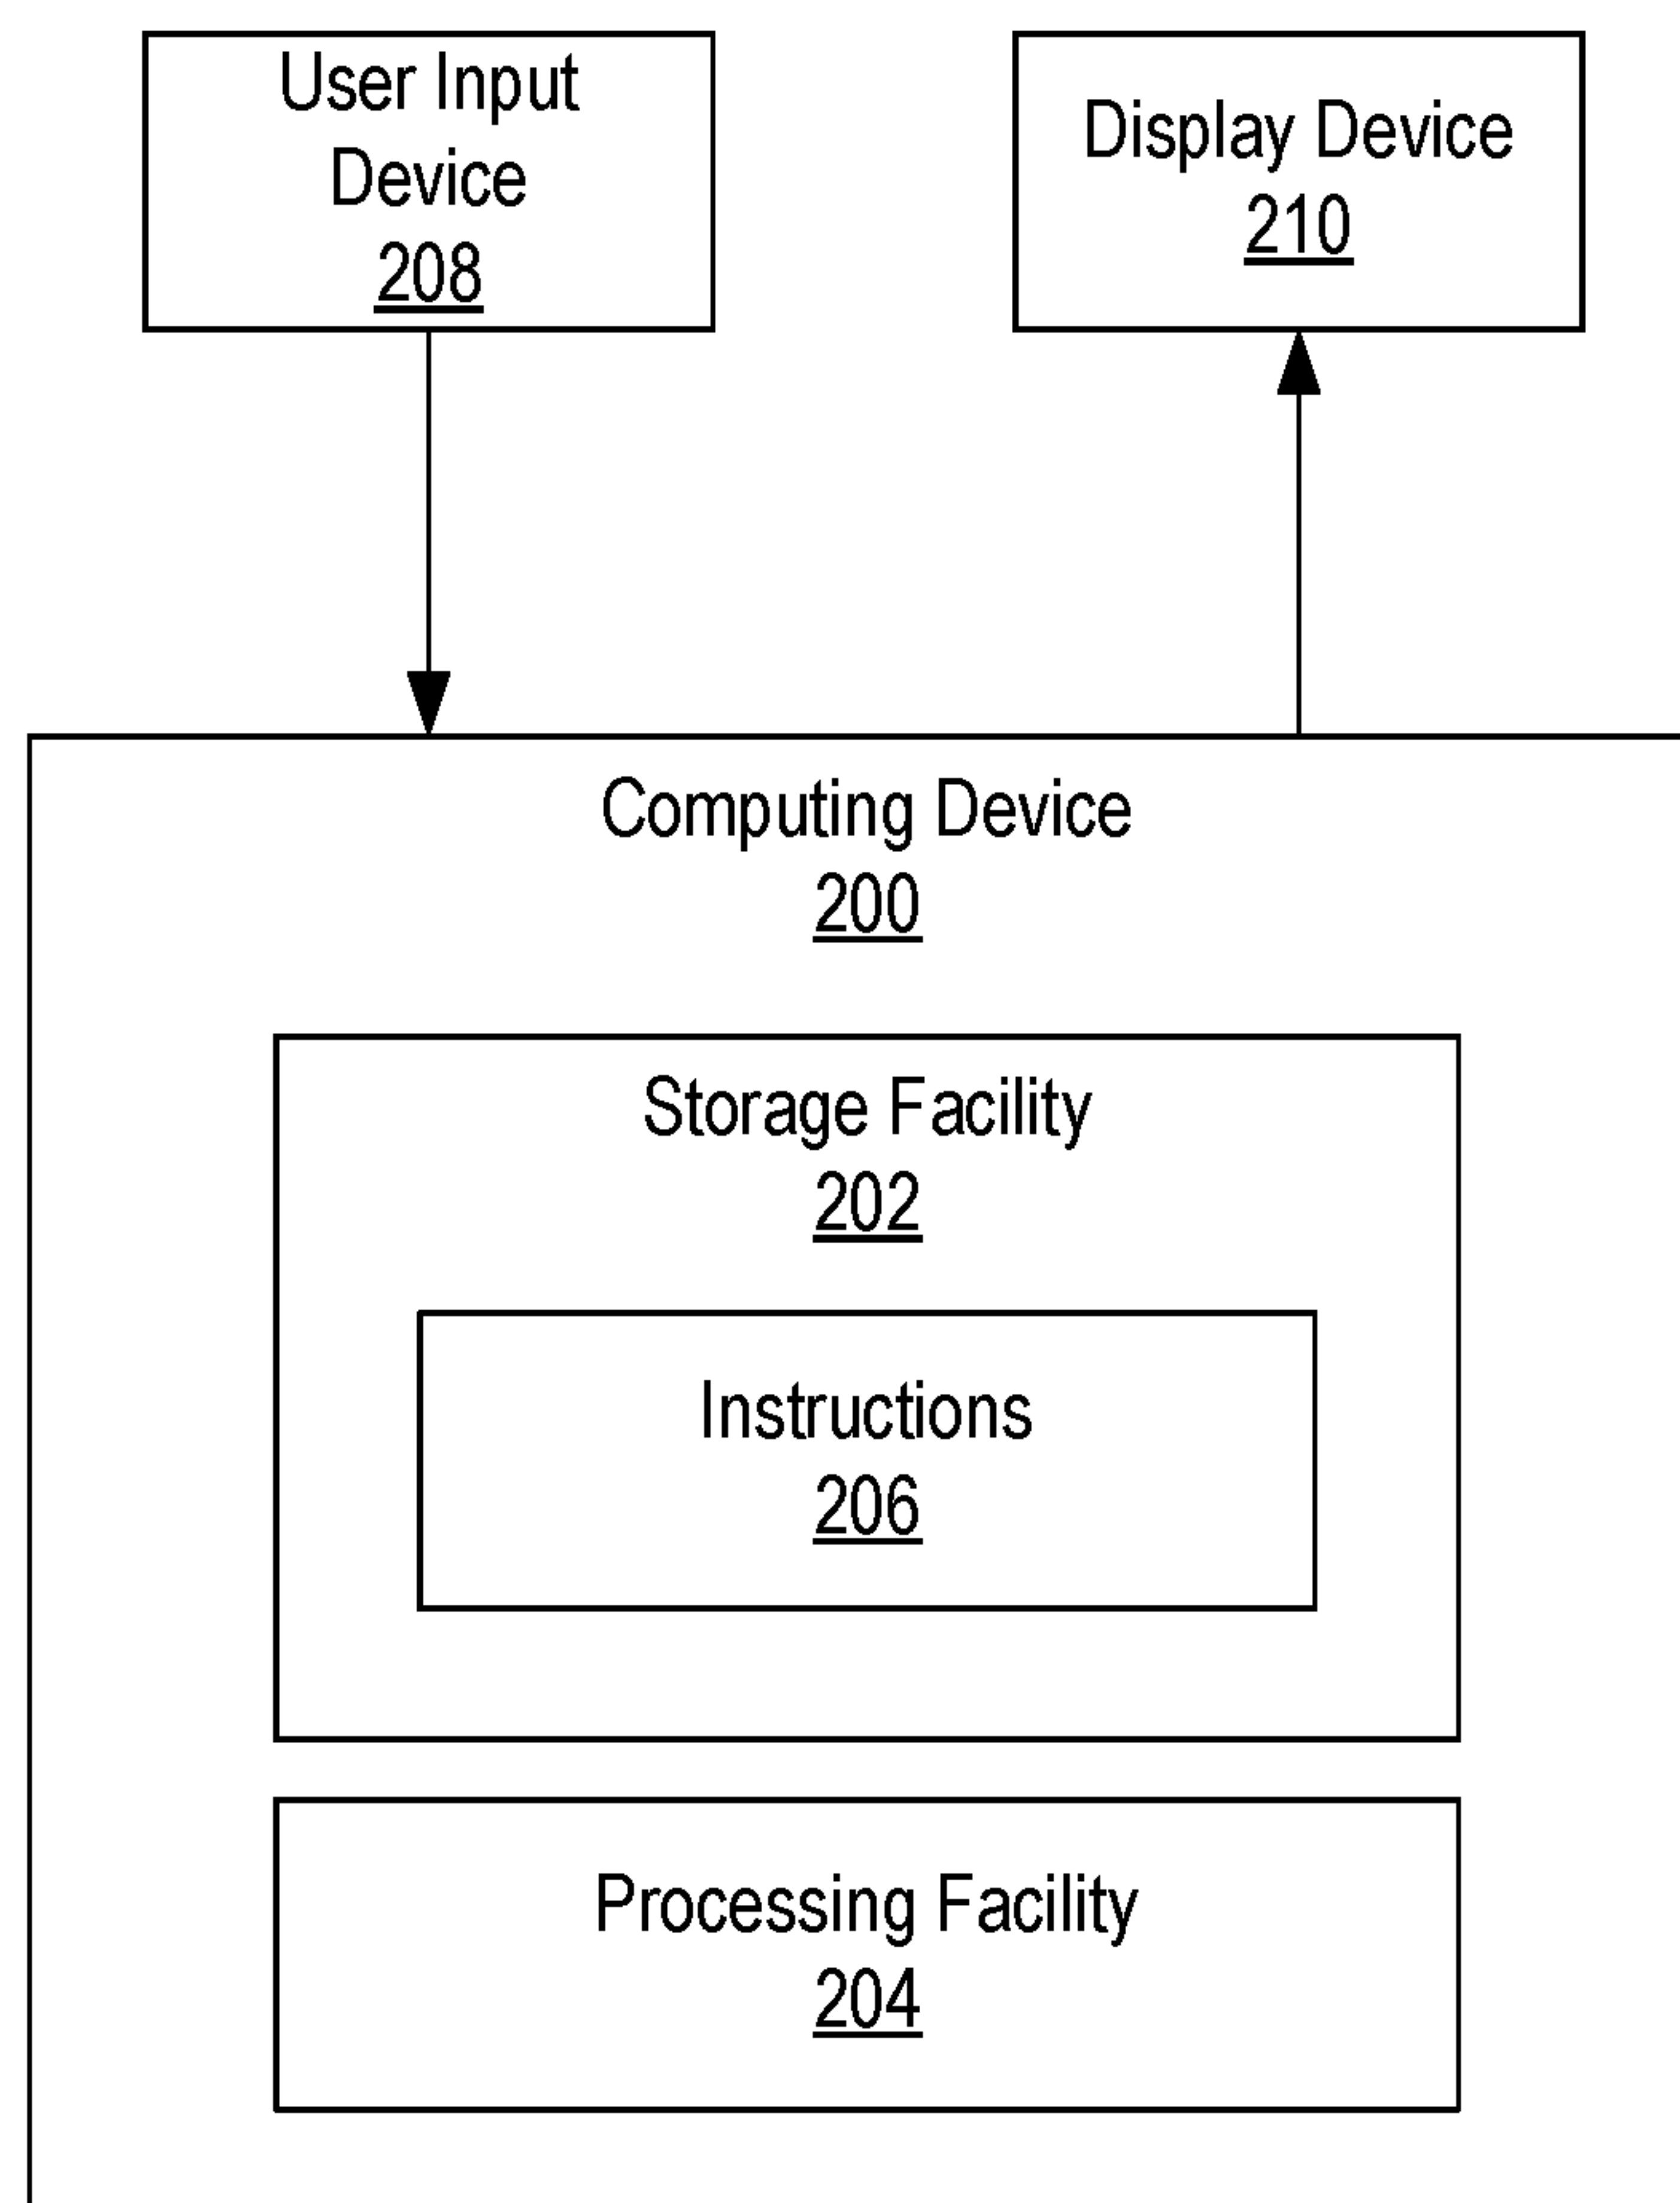 User Input
Device
208
Display Device
210
Computing Device
200
Storage Facility
202
Instructions
206
Processing Facility
204